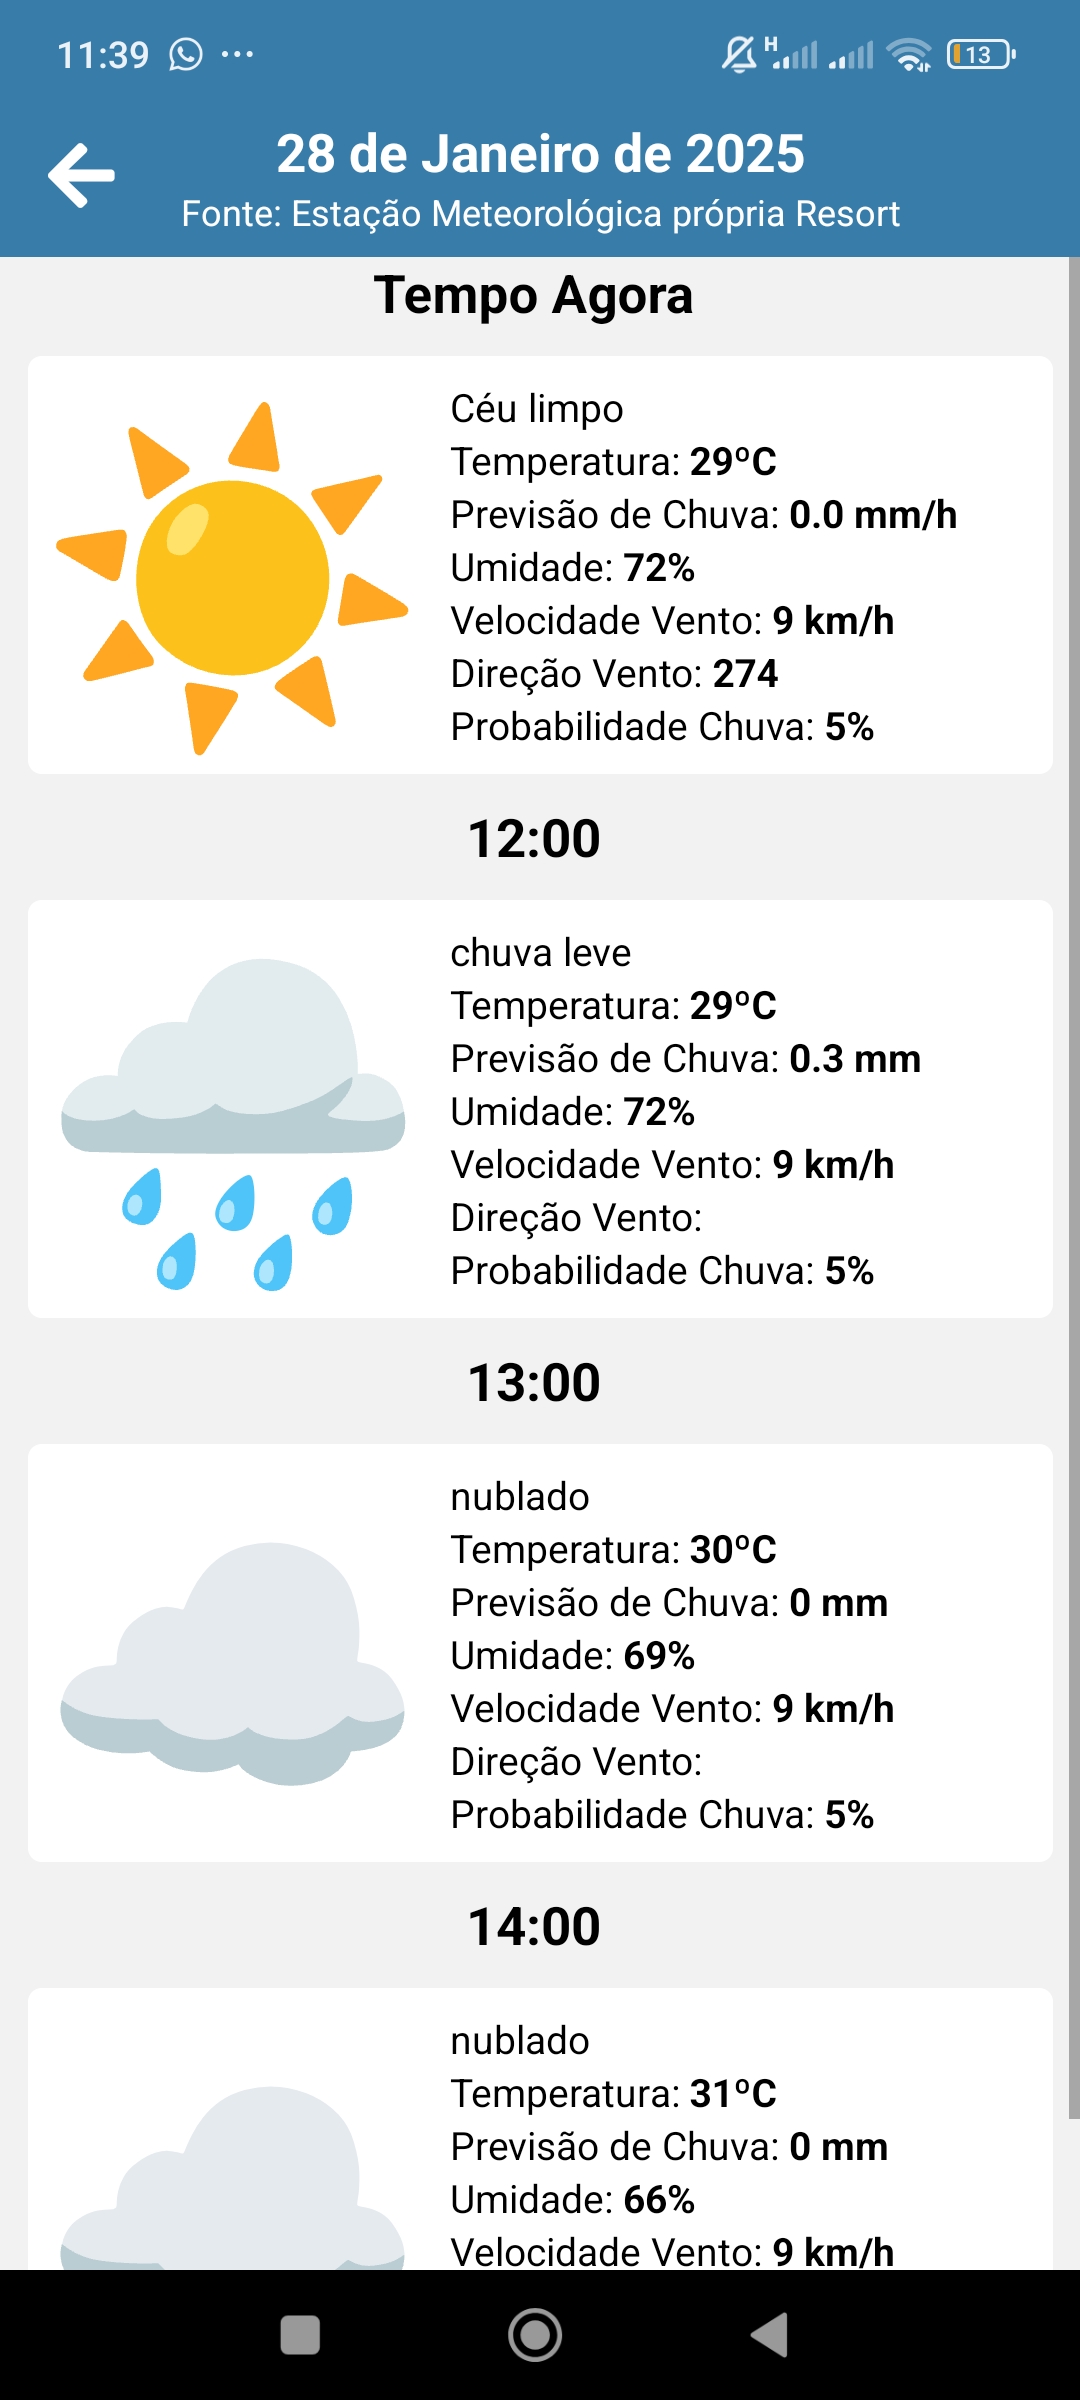 11:39
H
13
28 de Janeiro de 2025
Fonte: Estação Meteorológica própria Resort
Tempo Agora
Céu limpo
Temperatura: 29ºC
Previsão de Chuva: 0.0 mm/h
Umidade: 72%
Velocidade Vento: 9 km/h
Direção Vento: 274
Probabilidade Chuva: 5%
12:00
chuva leve
Temperatura: 29ºC
Previsão de Chuva: 0.3 mm
Umidade: 72%
Velocidade Vento: 9 km/h
Direção Vento:
Probabilidade Chuva: 5%
13:00
nublado
Temperatura: 30ºC
Previsão de Chuva: 0 mm
Umidade: 69%
Velocidade Vento: 9 km/h
Direção Vento:
Probabilidade Chuva: 5%
14:00
nublado
Temperatura: 31ºC
Previsão de Chuva: 0 mm
Umidade: 66%
Velocidade Vento: 9 km/h